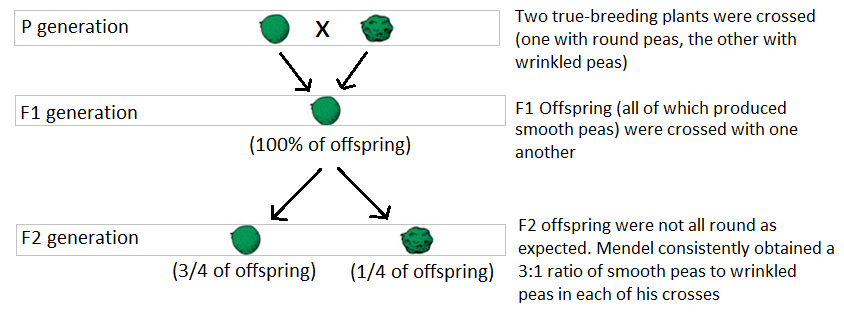 P generation
X
Two true-breeding plants were crossed
(one with round peas, the other with
wrinkled peas)
F1 generation
(100% of offspring)
F1 Offspring (all of which produced
smooth peas) were crossed with one
another
F2 generation
(3/4 of offspring)
(1/4 of offspring)
F2 offspring were not all round as
expected. Mendel consistently obtained a
3:1 ratio of smooth peas to wrinkled
peas in each of his crosses